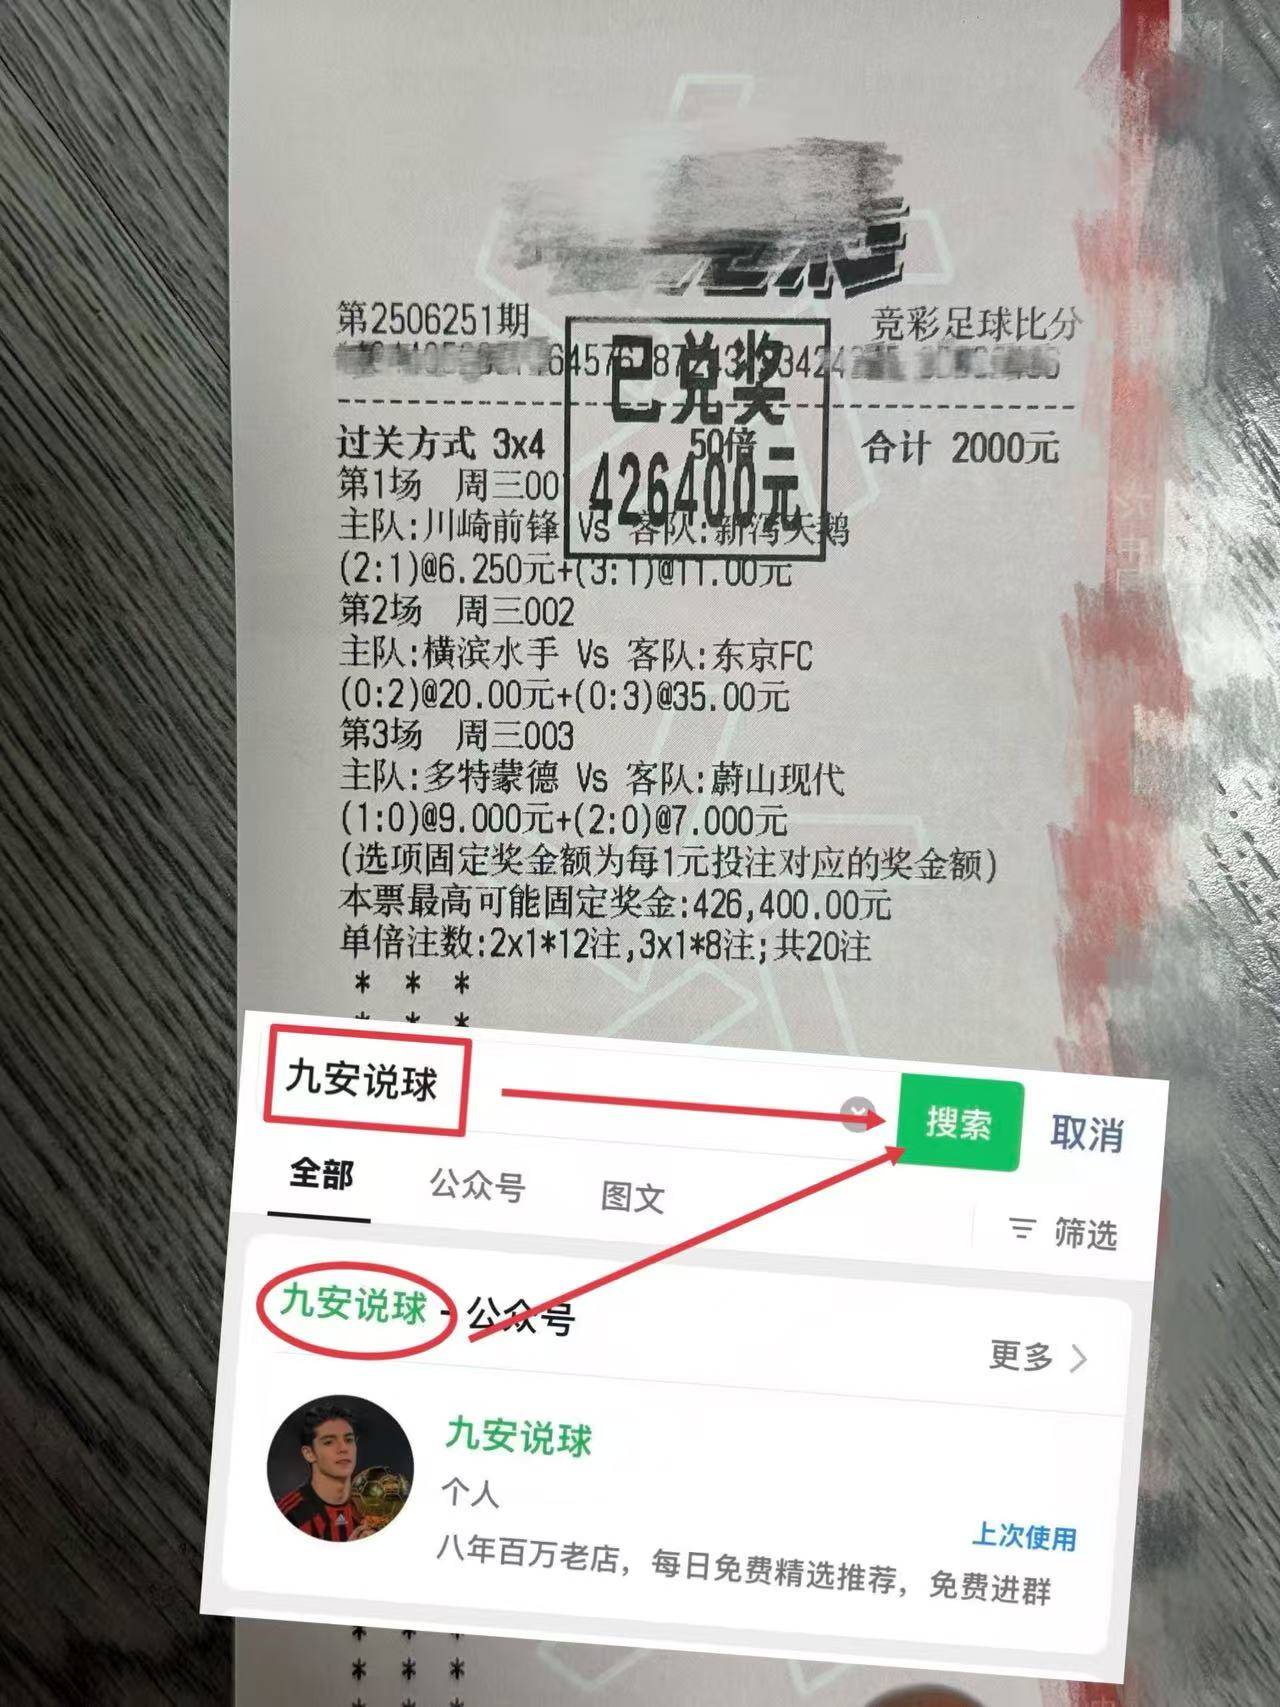 第2506251期
竞彩足球比分
已兑奖
426400元
过关方式 3x4 50倍 合计 2000元
第1场 周三00
主队:川崎前锋 Vs 客队:新泻天鹅
(2:1)@6.250元+(3:1)@11.00元
第2场 周三002
主队:横滨水手 Vs 客队:东京FC
(0:2)@20.00元+(0:3)@35.00元
第3场 周三003
主队:多特蒙德 Vs 客队:蔚山现代
(1:0)@9.000元+(2:0)@7.000元
(选项固定奖金额为每1元投注对应的奖金额)
本票最高可能固定奖金:426,400.00元
单倍注数:2x1*12注,3x1*8注;共20注
* * *
* * *
九安说球 搜索 取消
全部 公众号 图文 筛选
九安说球 - 公众号
更多
九安说球
个人
上次使用
八年百万老店，每日免费精选推荐，免费进群
* * *
* * *
* * *